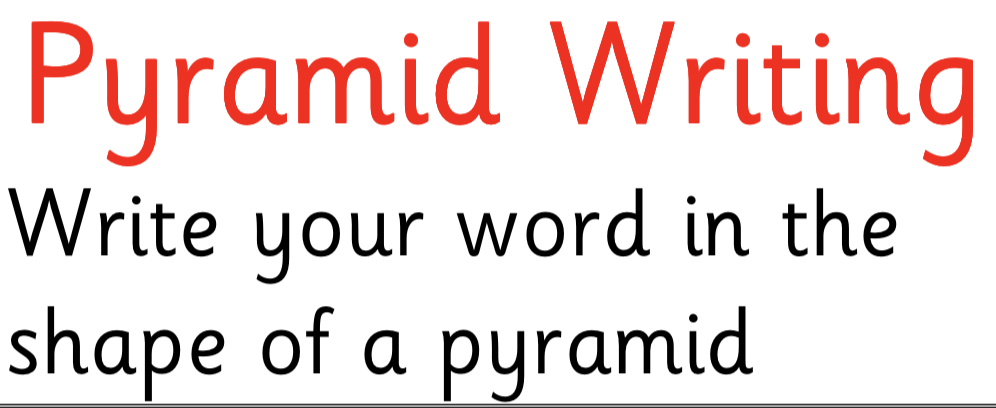 Pyramid Writing
Write your word in the
shape of a pyramid